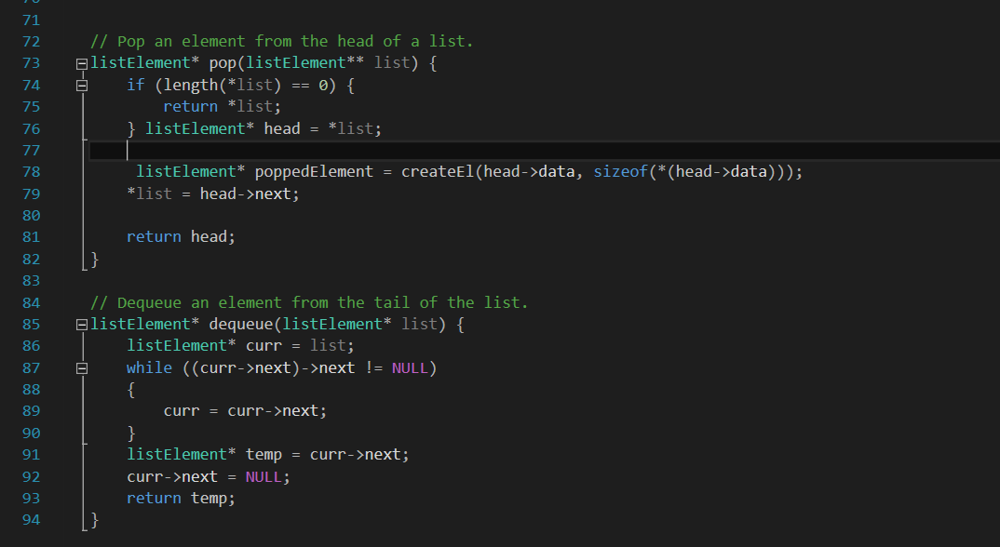 71
72 // Pop an element from the head of a list.
73 listElement* pop(listElement** list) {
74 if (length(*list) == 0) {
75 return *list;
76 } listElement* head = *list;
77
78 listElement* poppedElement = createEl(head->data, sizeof(*(head->data)));
79 *list = head->next;
80
81 return head;
82 }
83
84 // Dequeue an element from the tail of the list.
85 listElement* dequeue(listElement* list) {
86 listElement* curr = list;
87 while ((curr->next)->next != NULL)
88 {
89 curr = curr->next;
90 }
91 listElement* temp = curr->next;
92 curr->next = NULL;
93 return temp;
94 }